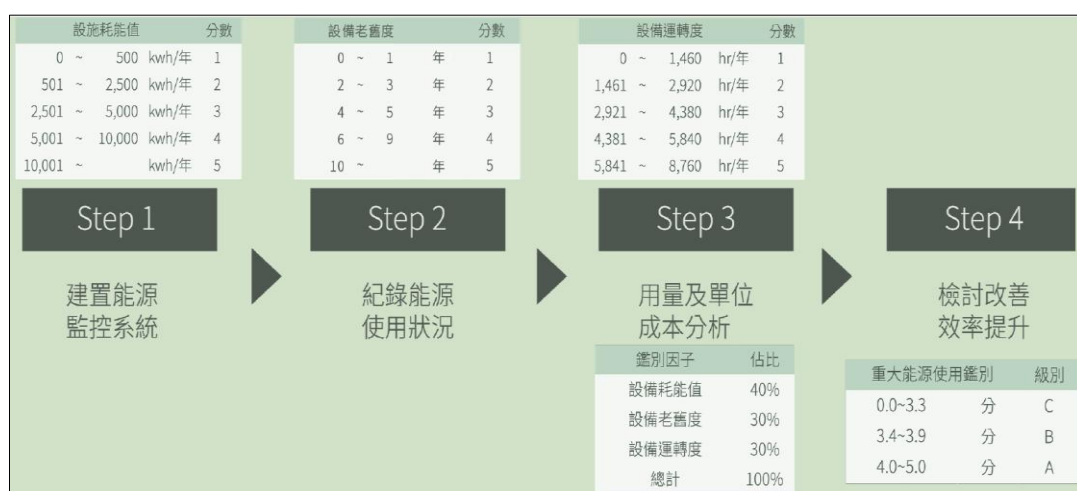 設施耗能值 分數
0 ~ 500 kwh/年 1
501 ~ 2,500 kwh/年 2
2,501 ~ 5,000 kwh/年 3
5,001 ~ 10,000 kwh/年 4
10,001 ~ kwh/年 5
設備老舊度 分數
0 ~ 1 年 1
2 ~ 3 年 2
4 ~ 5 年 3
6 ~ 9 年 4
10 ~ 年 5
設備運轉度 分數
0 ~ 1,460 hr/年 1
1,461 ~ 2,920 hr/年 2
2,921 ~ 4,380 hr/年 3
4,381 ~ 5,840 hr/年 4
5,841 ~ 8,760 hr/年 5
Step 1
建置能源
監控系統
Step 2
紀錄能源
使用狀況
Step 3
用量及單位
成本分析
鑑別因子 佔比
設備耗能值 40%
設備老舊度 30%
設備運轉度 30%
總計 100%
Step 4
檢討改善
效率提升
重大能源使用鑑別 級別
0.0~3.3 分 C
3.4~3.9 分 B
4.0~5.0 分 A